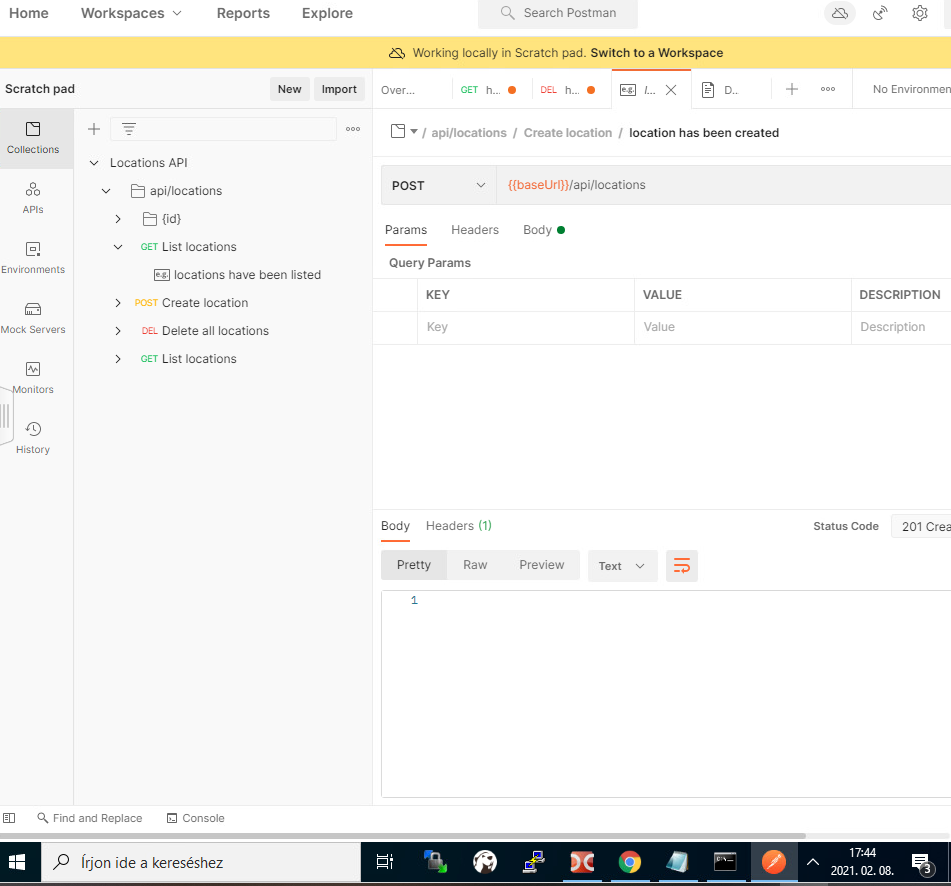 Home Workspaces Reports Explore Search Postman
Working locally in Scratch pad. Switch to a Workspace
Scratch pad New Import
Over... GET h... DEL h... e.g. l... D.. No Environmen
Collections
APIs
Environments
Mock Servers
Monitors
History
Locations API
api/locations
{id}
GET List locations
e.g. locations have been listed
POST Create location
DEL Delete all locations
GET List locations
/ api/locations / Create location / location has been created
POST {{baseUrl}}/api/locations
Params Headers Body
Query Params
KEY VALUE DESCRIPTION
Key Value Description
Body Headers (1) Status Code 201 Crea
Pretty Raw Preview Text
1
Find and Replace Console
Írjon ide a kereséshez
17:44
2021. 02. 08.
3